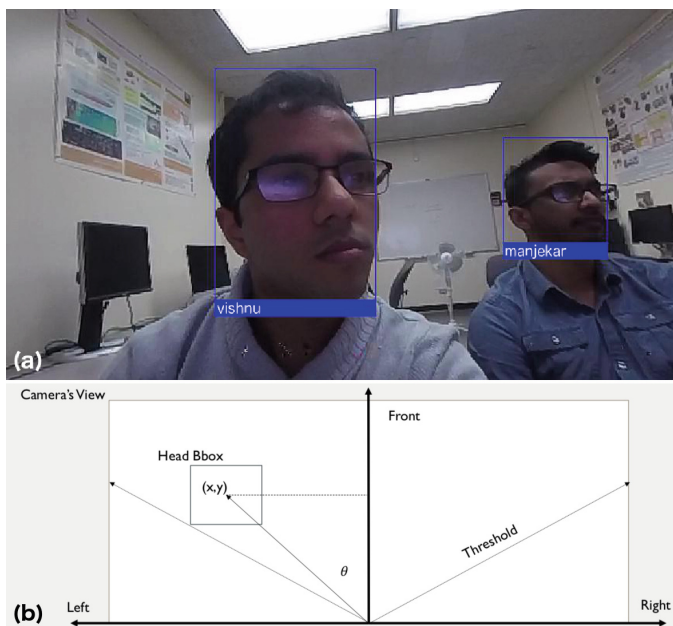 vishnu
manjekar
(a)
Camera's View
Front
Head Bbox
(x,y)
θ
Threshold
Left
Right
(b)